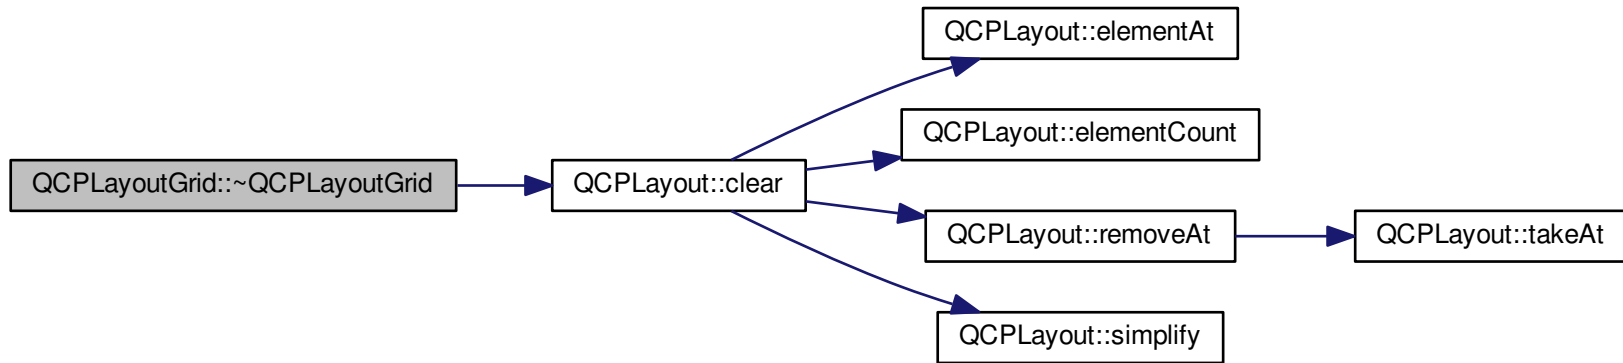 QCPLayoutGrid::~QCPLayoutGrid
QCPLayout::clear
QCPLayout::elementAt
QCPLayout::elementCount
QCPLayout::removeAt
QCPLayout::takeAt
QCPLayout::simplify